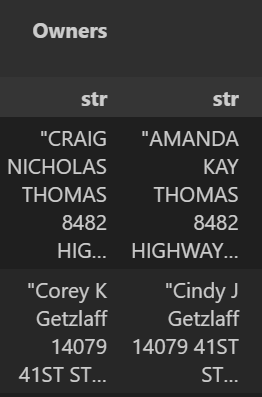 Owners
str str
"CRAIG
NICHOLAS
THOMAS
8482
HIG...
"AMANDA
KAY
THOMAS
8482
HIGHWAY...
"Corey K
Getzlaff
14079
41ST ST...
"Cindy J
Getzlaff
14079 41ST
ST...